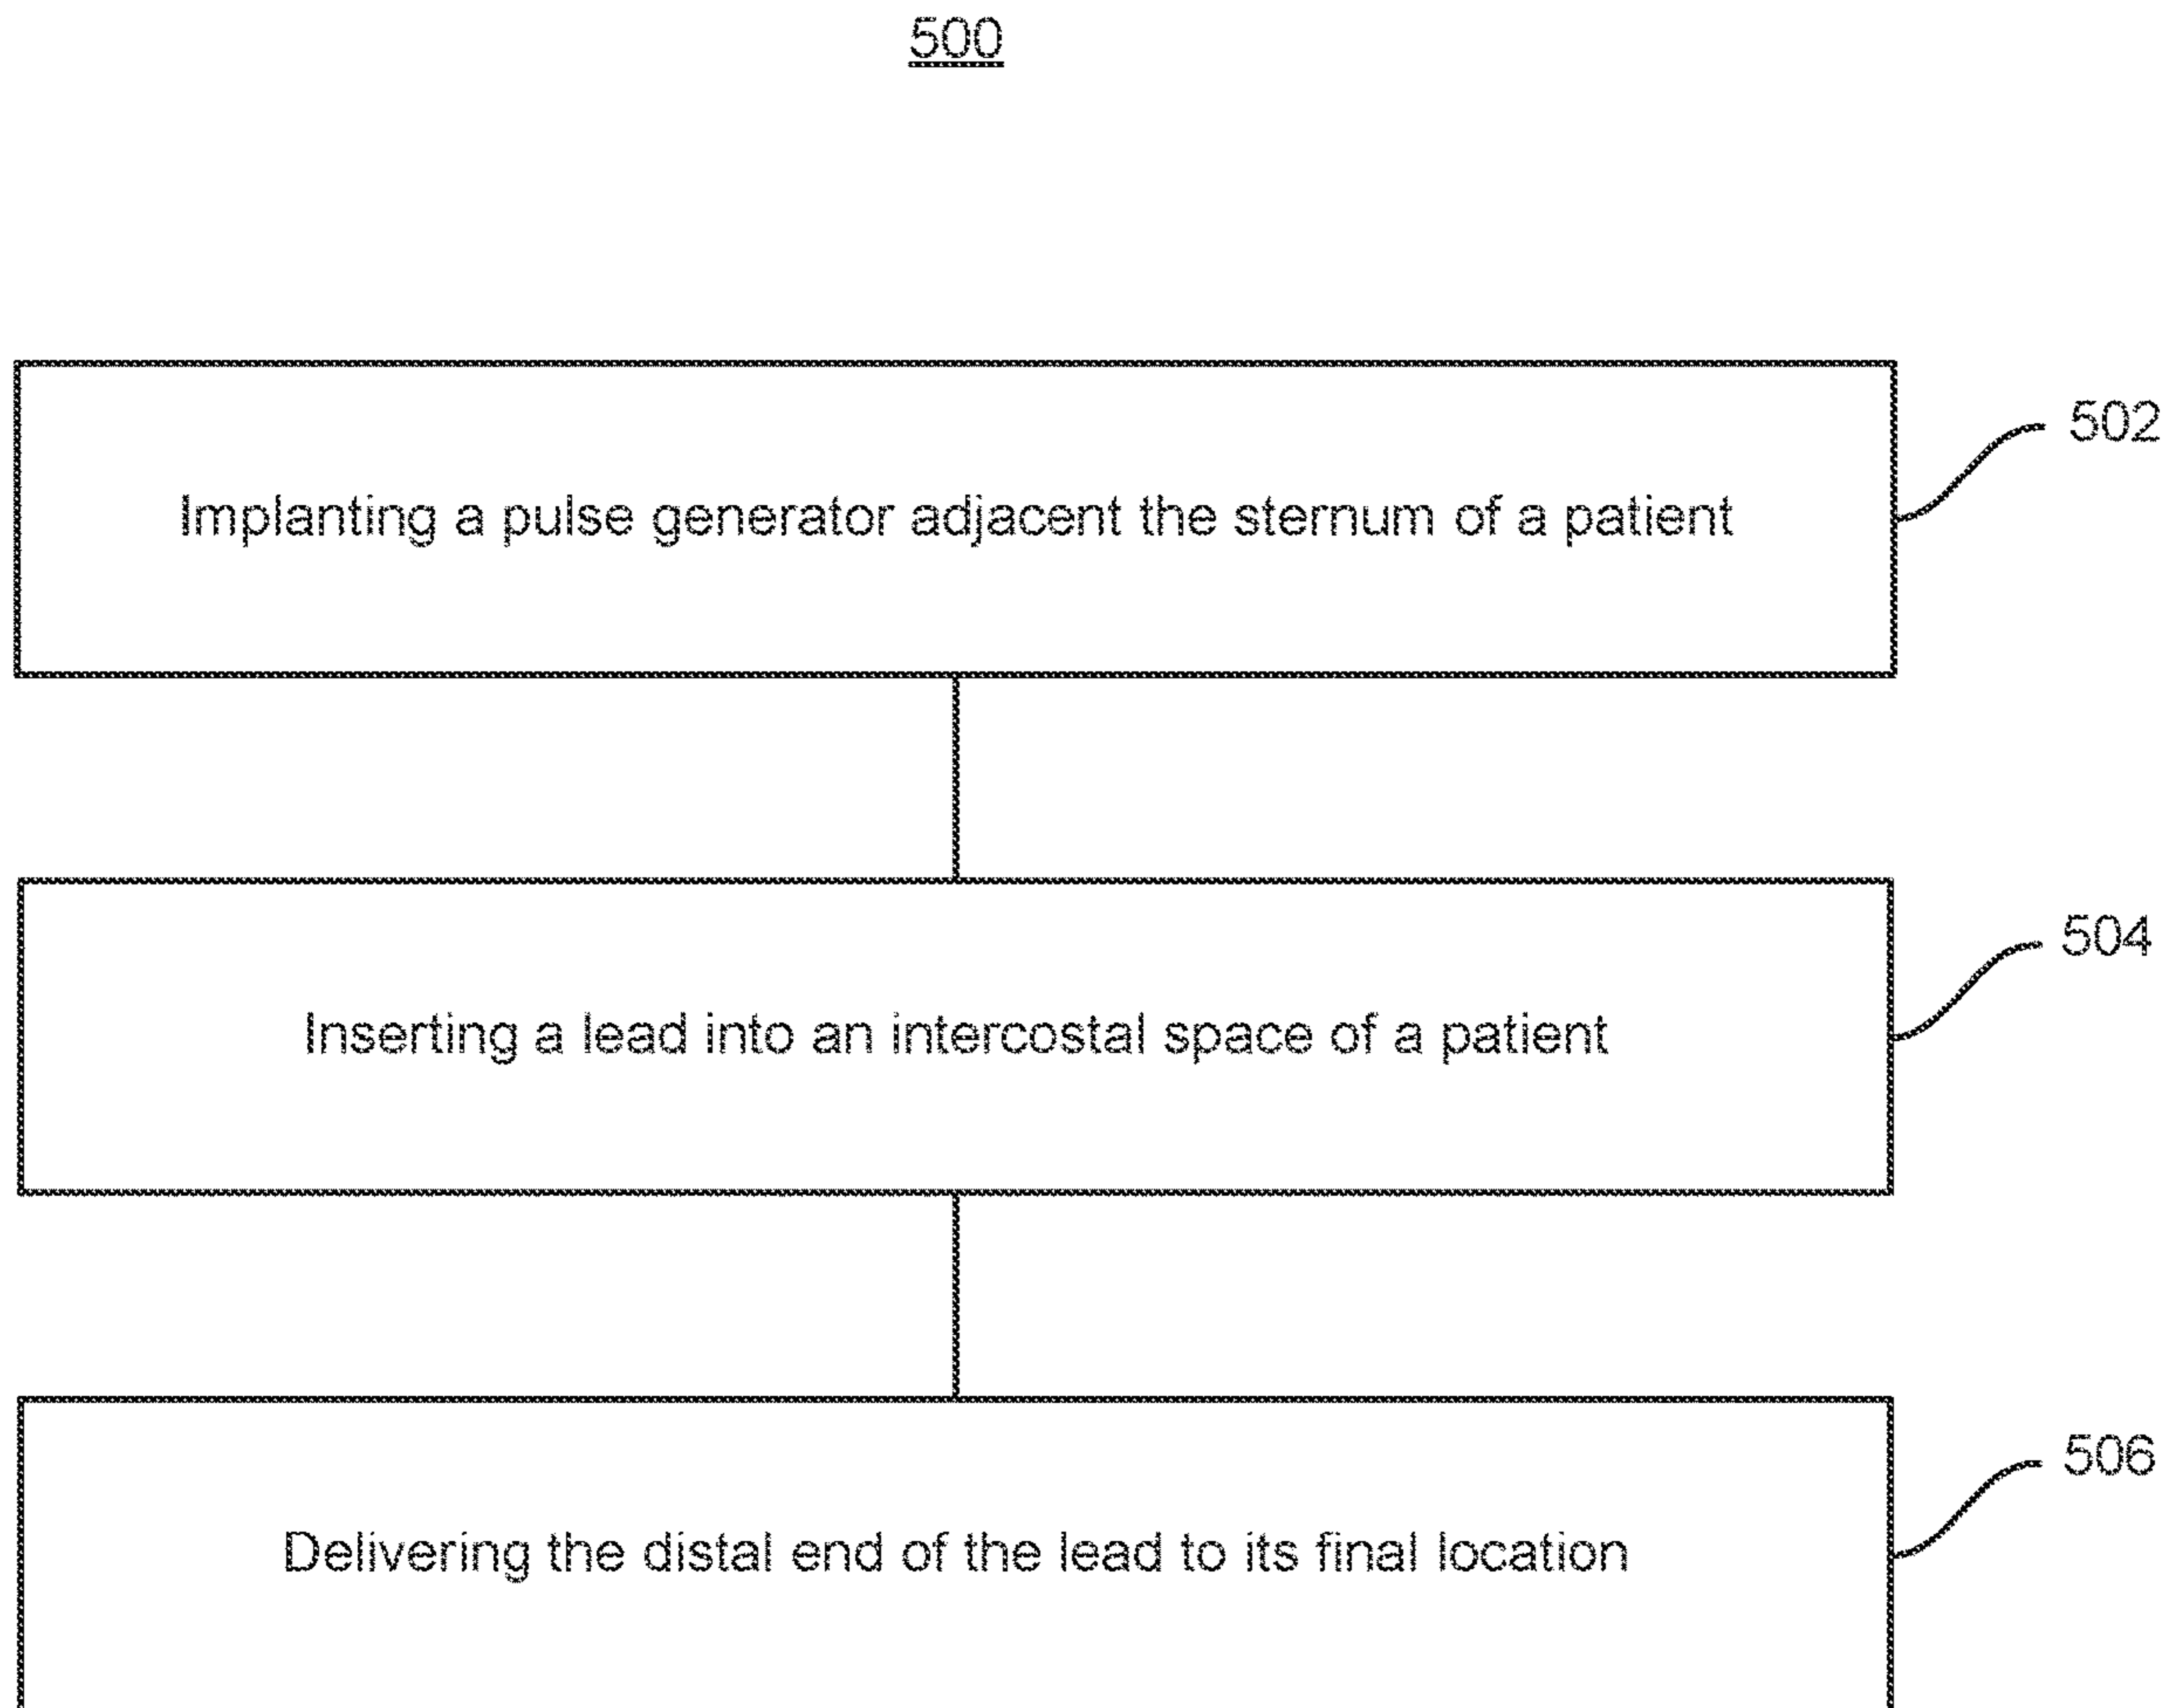 500
502
Implanting a pulse generator adjacent the sternum of a patient
504
Inserting a lead into an intercostal space of a patient
506
Delivering the distal end of the lead to its final location